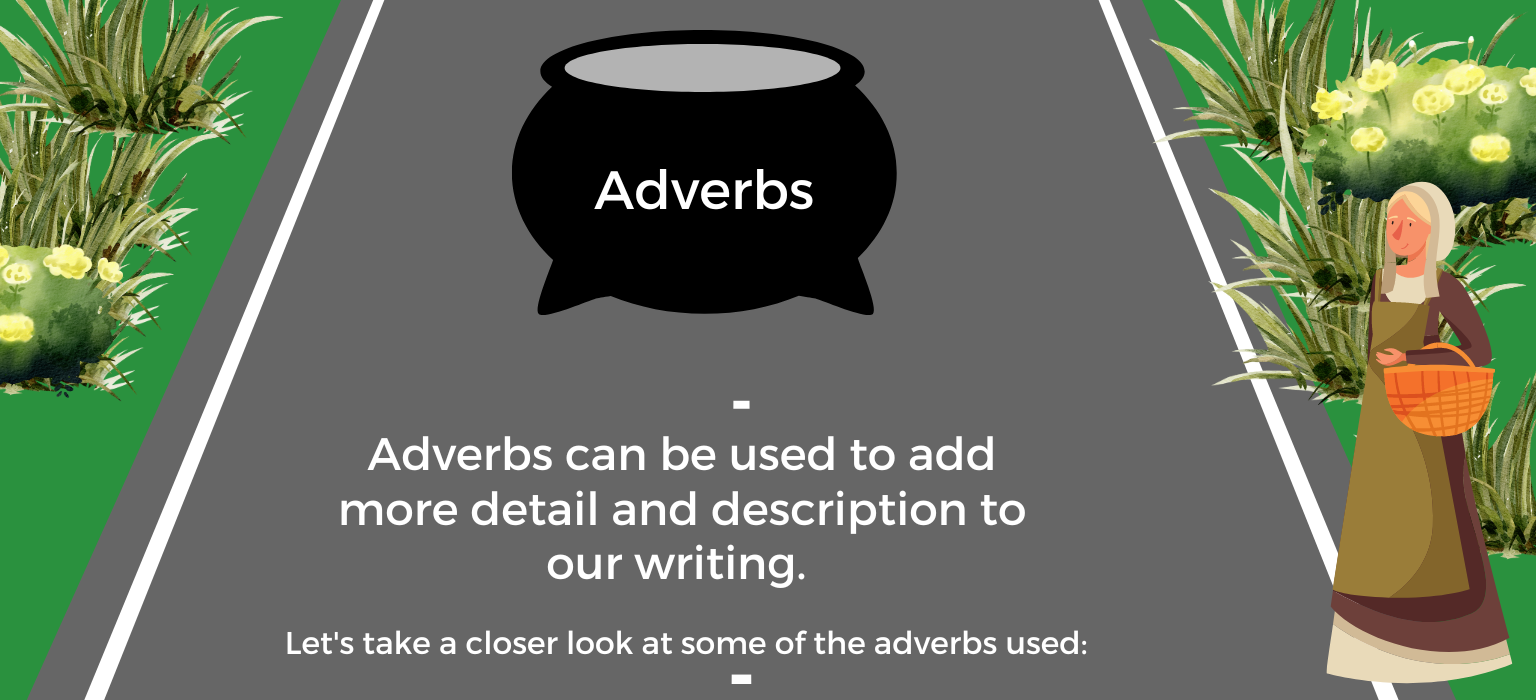 Adverbs
-
Adverbs can be used to add
more detail and description to
our writing.
Let's take a closer look at some of the adverbs used:
-